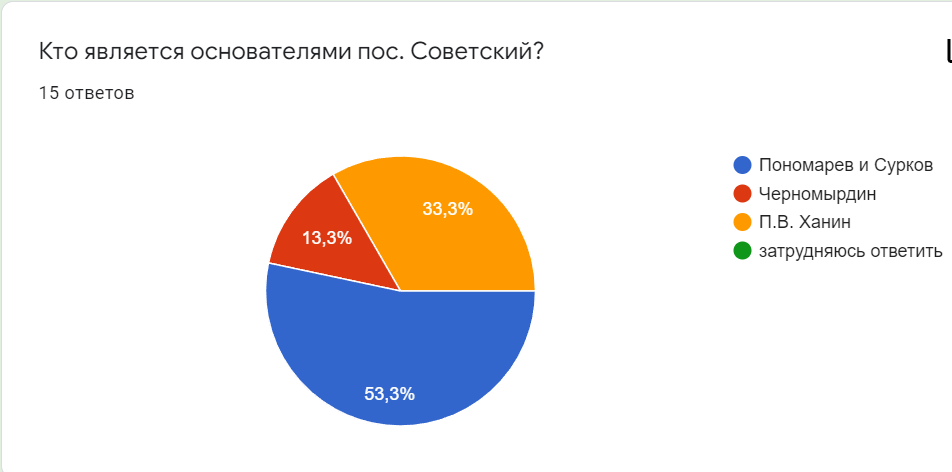 Кто является основателями пос. Советский?
15 ответов
33,3%
13,3%
53,3%
Пономарев и Сурков
Черномырдин
П.В. Ханин
затрудняюсь ответить